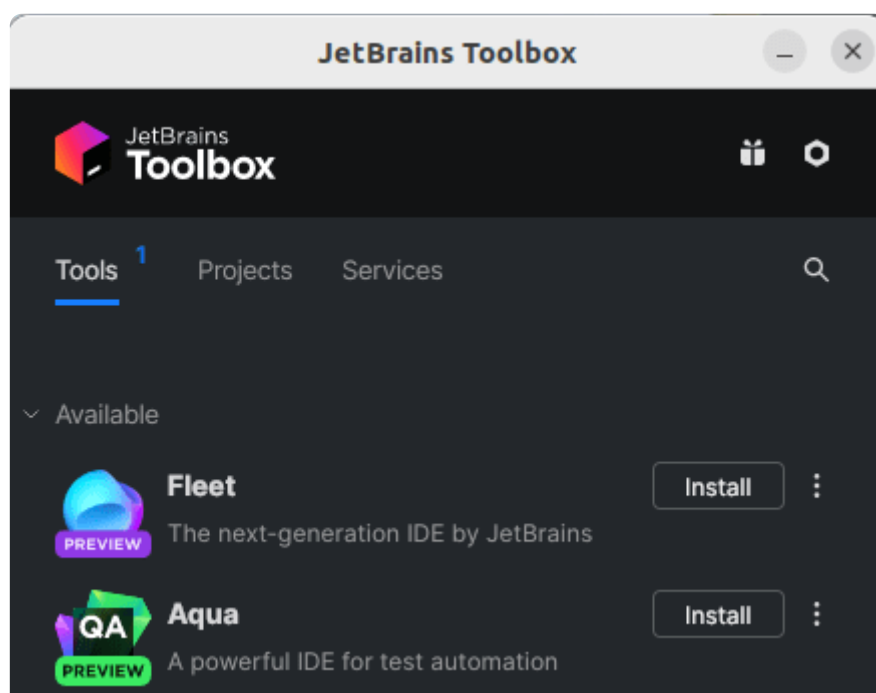 JetBrains Toolbox
JetBrains
Toolbox
Tools 1 Projects Services
Available
Fleet
Install
The next-generation IDE by JetBrains
PREVIEW
Aqua
Install
QA
A powerful IDE for test automation
PREVIEW